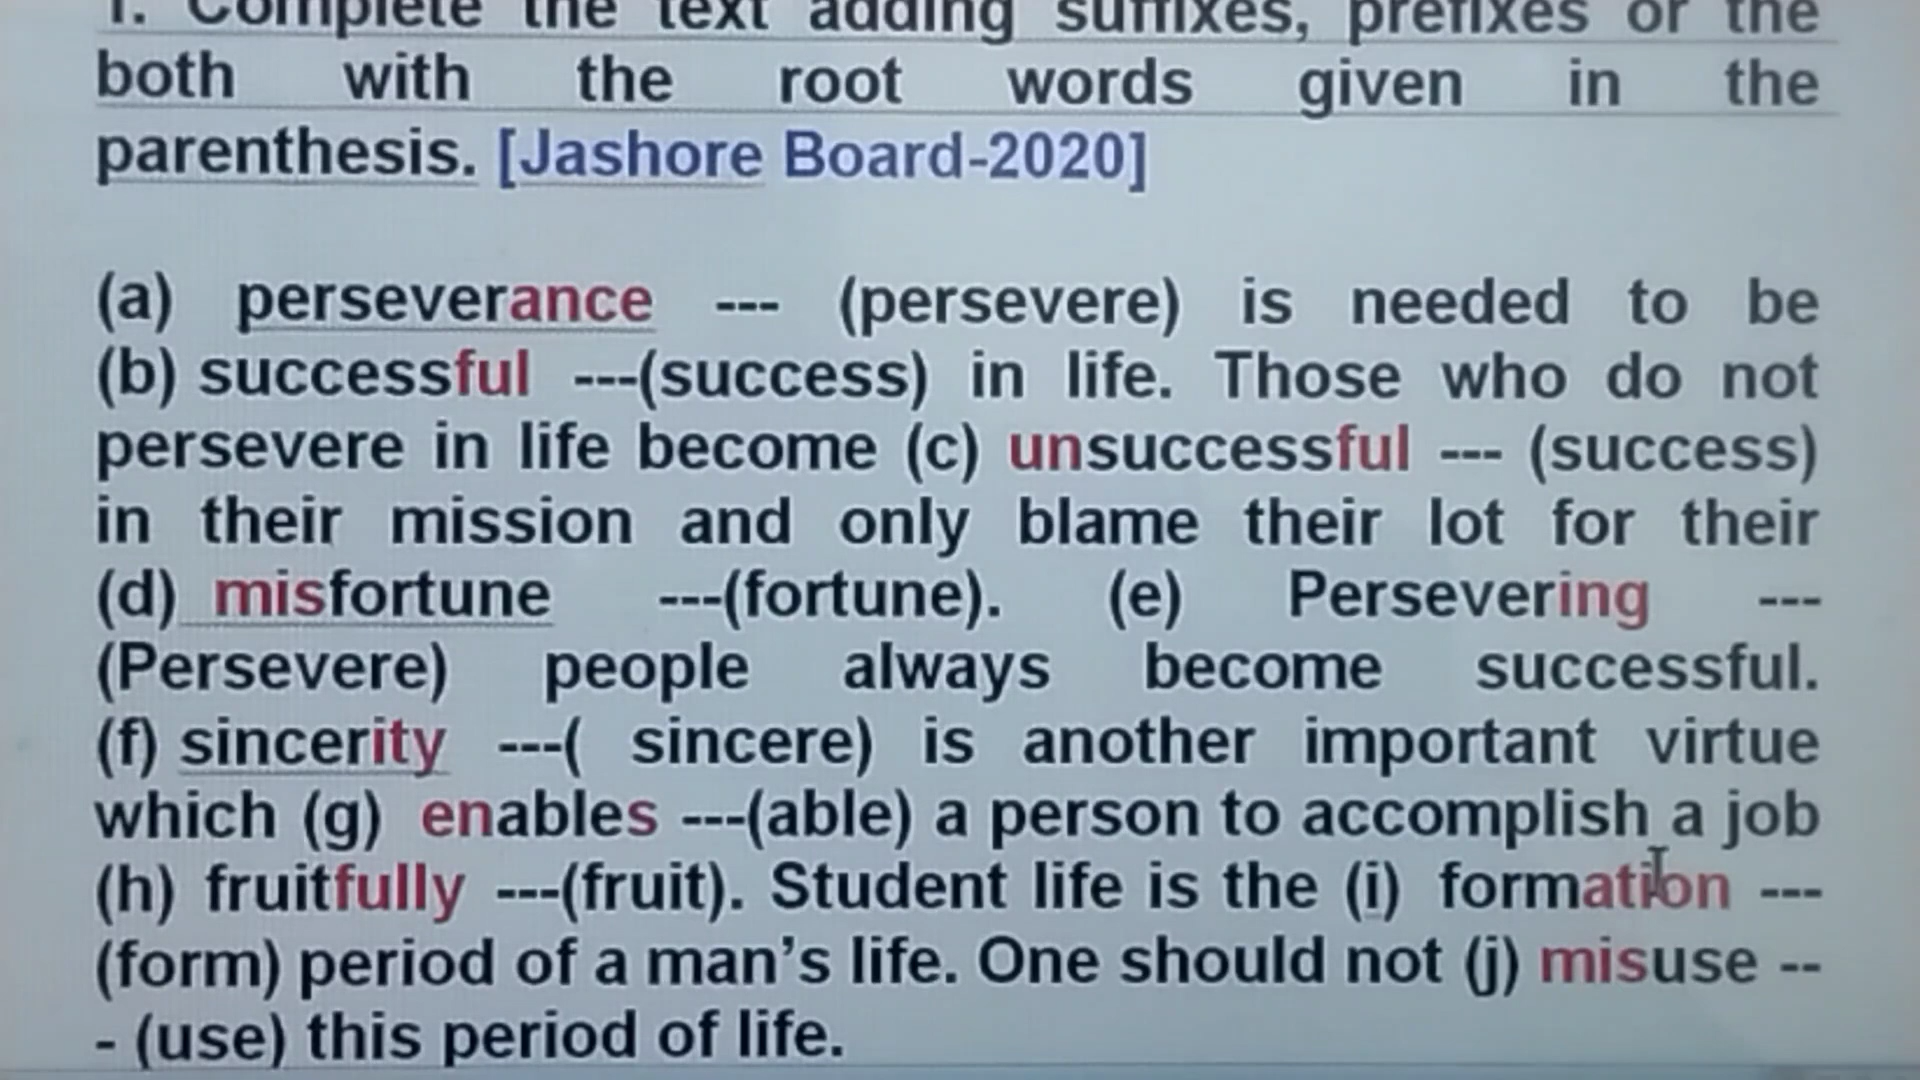 1. Complete the text adding suffixes, prefixes or the
both with the root words given in the
parenthesis. [Jashore Board-2020]
(a) perseverance --- (persevere) is needed to be
(b) successful ---(success) in life. Those who do not
persevere in life become (c) unsuccessful --- (success)
in their mission and only blame their lot for their
(d) misfortune ---(fortune). (e) Persevering ---
(Persevere) people always become successful.
(f) sincerity ---( sincere) is another important virtue
which (g) enables ---(able) a person to accomplish a job
(h) fruitfully ---(fruit). Student life is the (i) formation ---
(form) period of a man’s life. One should not (j) misuse --
- (use) this period of life.